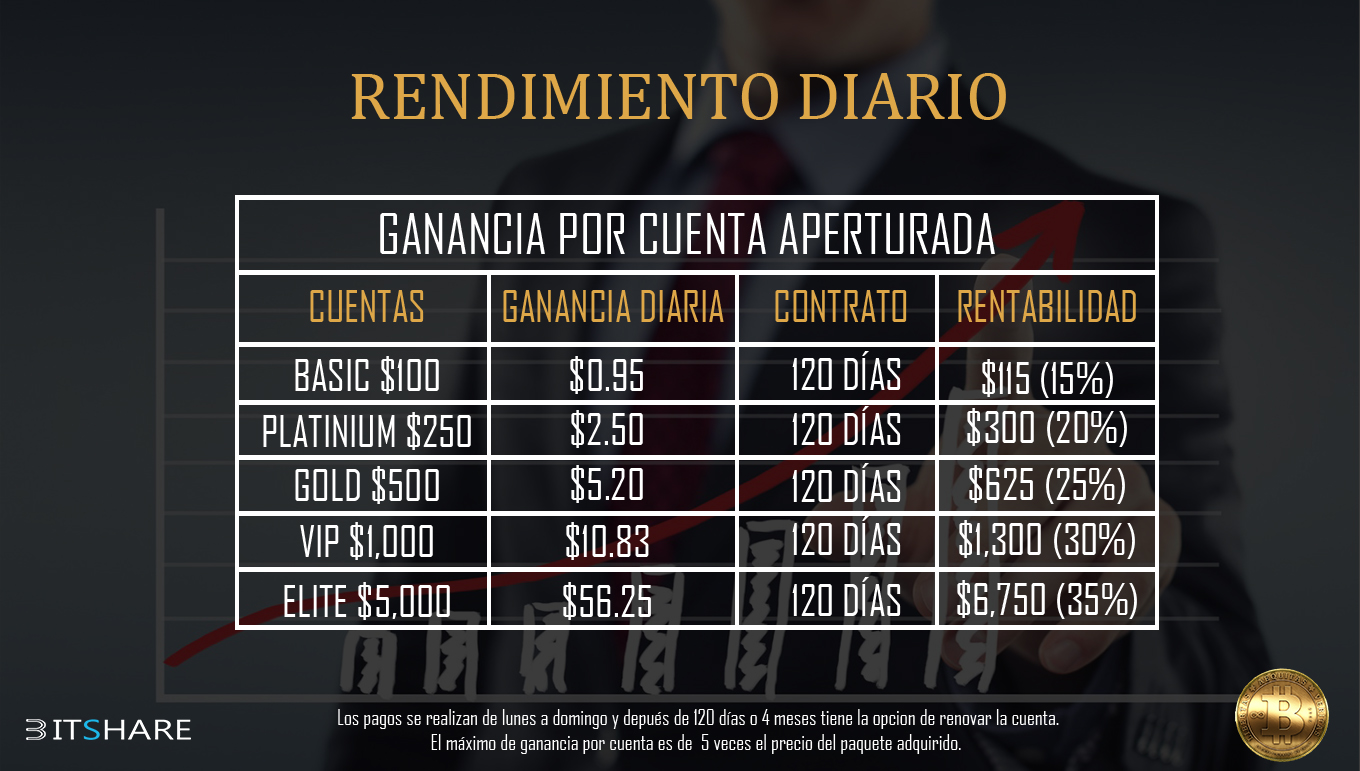 RENDIMIENTO DIARIO
GANANCIA POR CUENTA APERTURADA
CUENTAS GANANCIA DIARIA CONTRATO RENTABILIDAD
BASIC $100 $0.95 120 DÍAS $115 (15%)
PLATINIUM $250 $2.50 120 DÍAS $300 (20%)
GOLD $500 $5.20 120 DÍAS $625 (25%)
VIP $1,000 $10.83 120 DÍAS $1,300 (30%)
ELITE $5,000 $56.25 120 DÍAS $6,750 (35%)
Los pagos se realizan de lunes a domingo y depués de 120 días o 4 meses tiene la opcion de renovar la cuenta.
El máximo de ganancia por cuenta es de 5 veces el precio del paquete adquirido.
BITSHARE